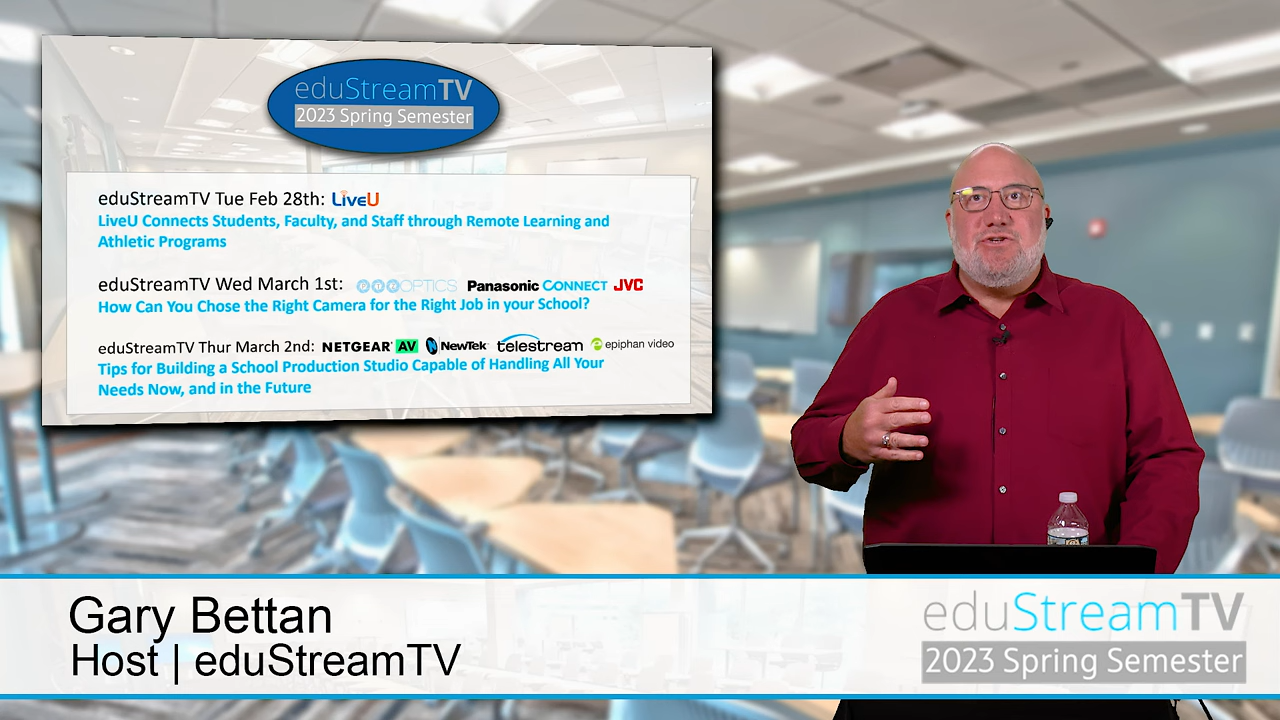 eduStreamTV
2023 Spring Semester
eduStreamTV Tue Feb 28th: LiveU
LiveU Connects Students, Faculty, and Staff through Remote Learning and
Athletic Programs
eduStreamTV Wed March 1st: PTZOPTICS Panasonic CONNECT JVC
How Can You Chose the Right Camera for the Right Job in your School?
eduStreamTV Thur March 2nd: NETGEAR AV NewTek telestream epiphan video
Tips for Building a School Production Studio Capable of Handling All Your
Needs Now, and in the Future
Gary Bettan
Host | eduStreamTV
eduStreamTV
2023 Spring Semester